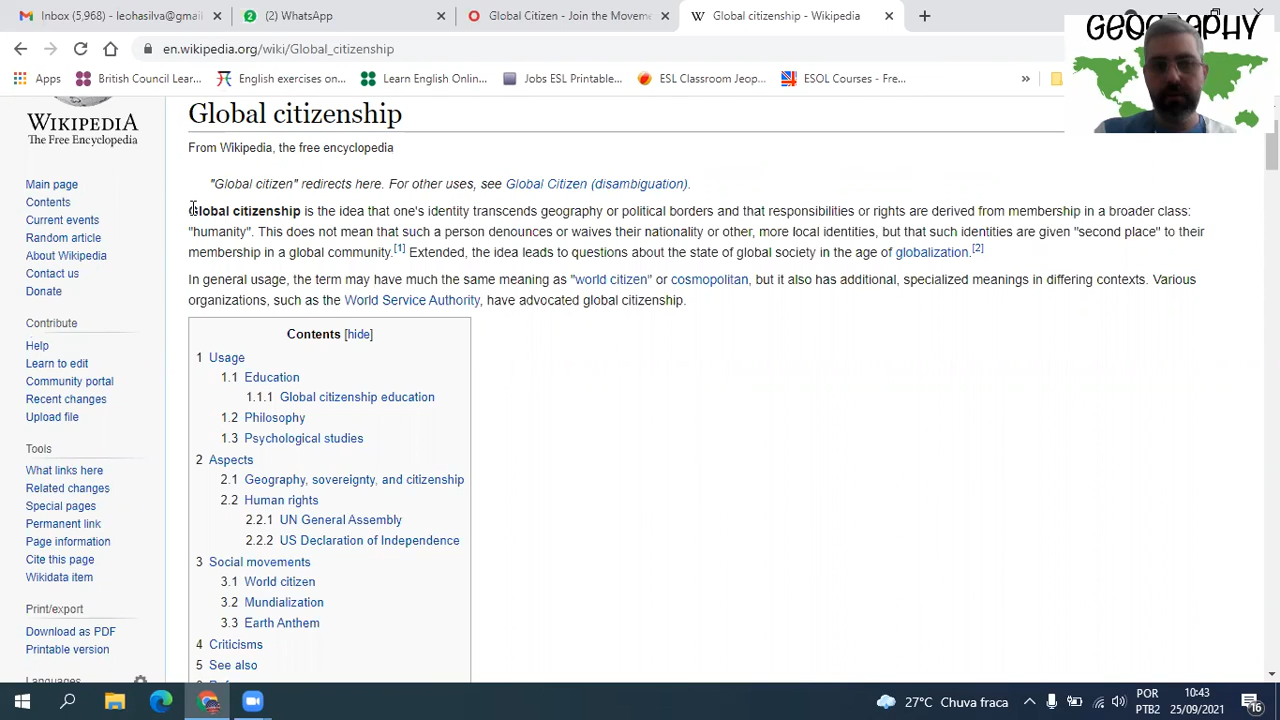 Inbox (5,968) - leohasilva@gmai
(2) WhatsApp
Global Citizen - Join the Movem
Global citizenship - Wikipedia
en.wikipedia.org/wiki/Global_citizenship
Apps
British Council Lear...
English exercises on...
Learn English Onlin...
Jobs ESL Printable...
ESL Classroom Jeop...
ESOL Courses - Fre...
»
GEOGRAPHY
WIKIPEDIA
The Free Encyclopedia
Main page
Contents
Current events
Random article
About Wikipedia
Contact us
Donate
Contribute
Help
Learn to edit
Community portal
Recent changes
Upload file
Tools
What links here
Related changes
Special pages
Permanent link
Page information
Cite this page
Wikidata item
Print/export
Download as PDF
Printable version
Languages
Global citizenship
From Wikipedia, the free encyclopedia
"Global citizen" redirects here. For other uses, see Global Citizen (disambiguation).
Global citizenship is the idea that one's identity transcends geography or political borders and that responsibilities or rights are derived from membership in a broader class:
"humanity". This does not mean that such a person denounces or waives their nationality or other, more local identities, but that such identities are given "second place" to their
membership in a global community.[1] Extended, the idea leads to questions about the state of global society in the age of globalization.[2]
In general usage, the term may have much the same meaning as "world citizen" or cosmopolitan, but it also has additional, specialized meanings in differing contexts. Various
organizations, such as the World Service Authority, have advocated global citizenship.
Contents [hide]
1 Usage
1.1 Education
1.1.1 Global citizenship education
1.2 Philosophy
1.3 Psychological studies
2 Aspects
2.1 Geography, sovereignty, and citizenship
2.2 Human rights
2.2.1 UN General Assembly
2.2.2 US Declaration of Independence
3 Social movements
3.1 World citizen
3.2 Mundialization
3.3 Earth Anthem
4 Criticisms
5 See also
27°C Chuva fraca
POR
PTB2
10:43
25/09/2021
16